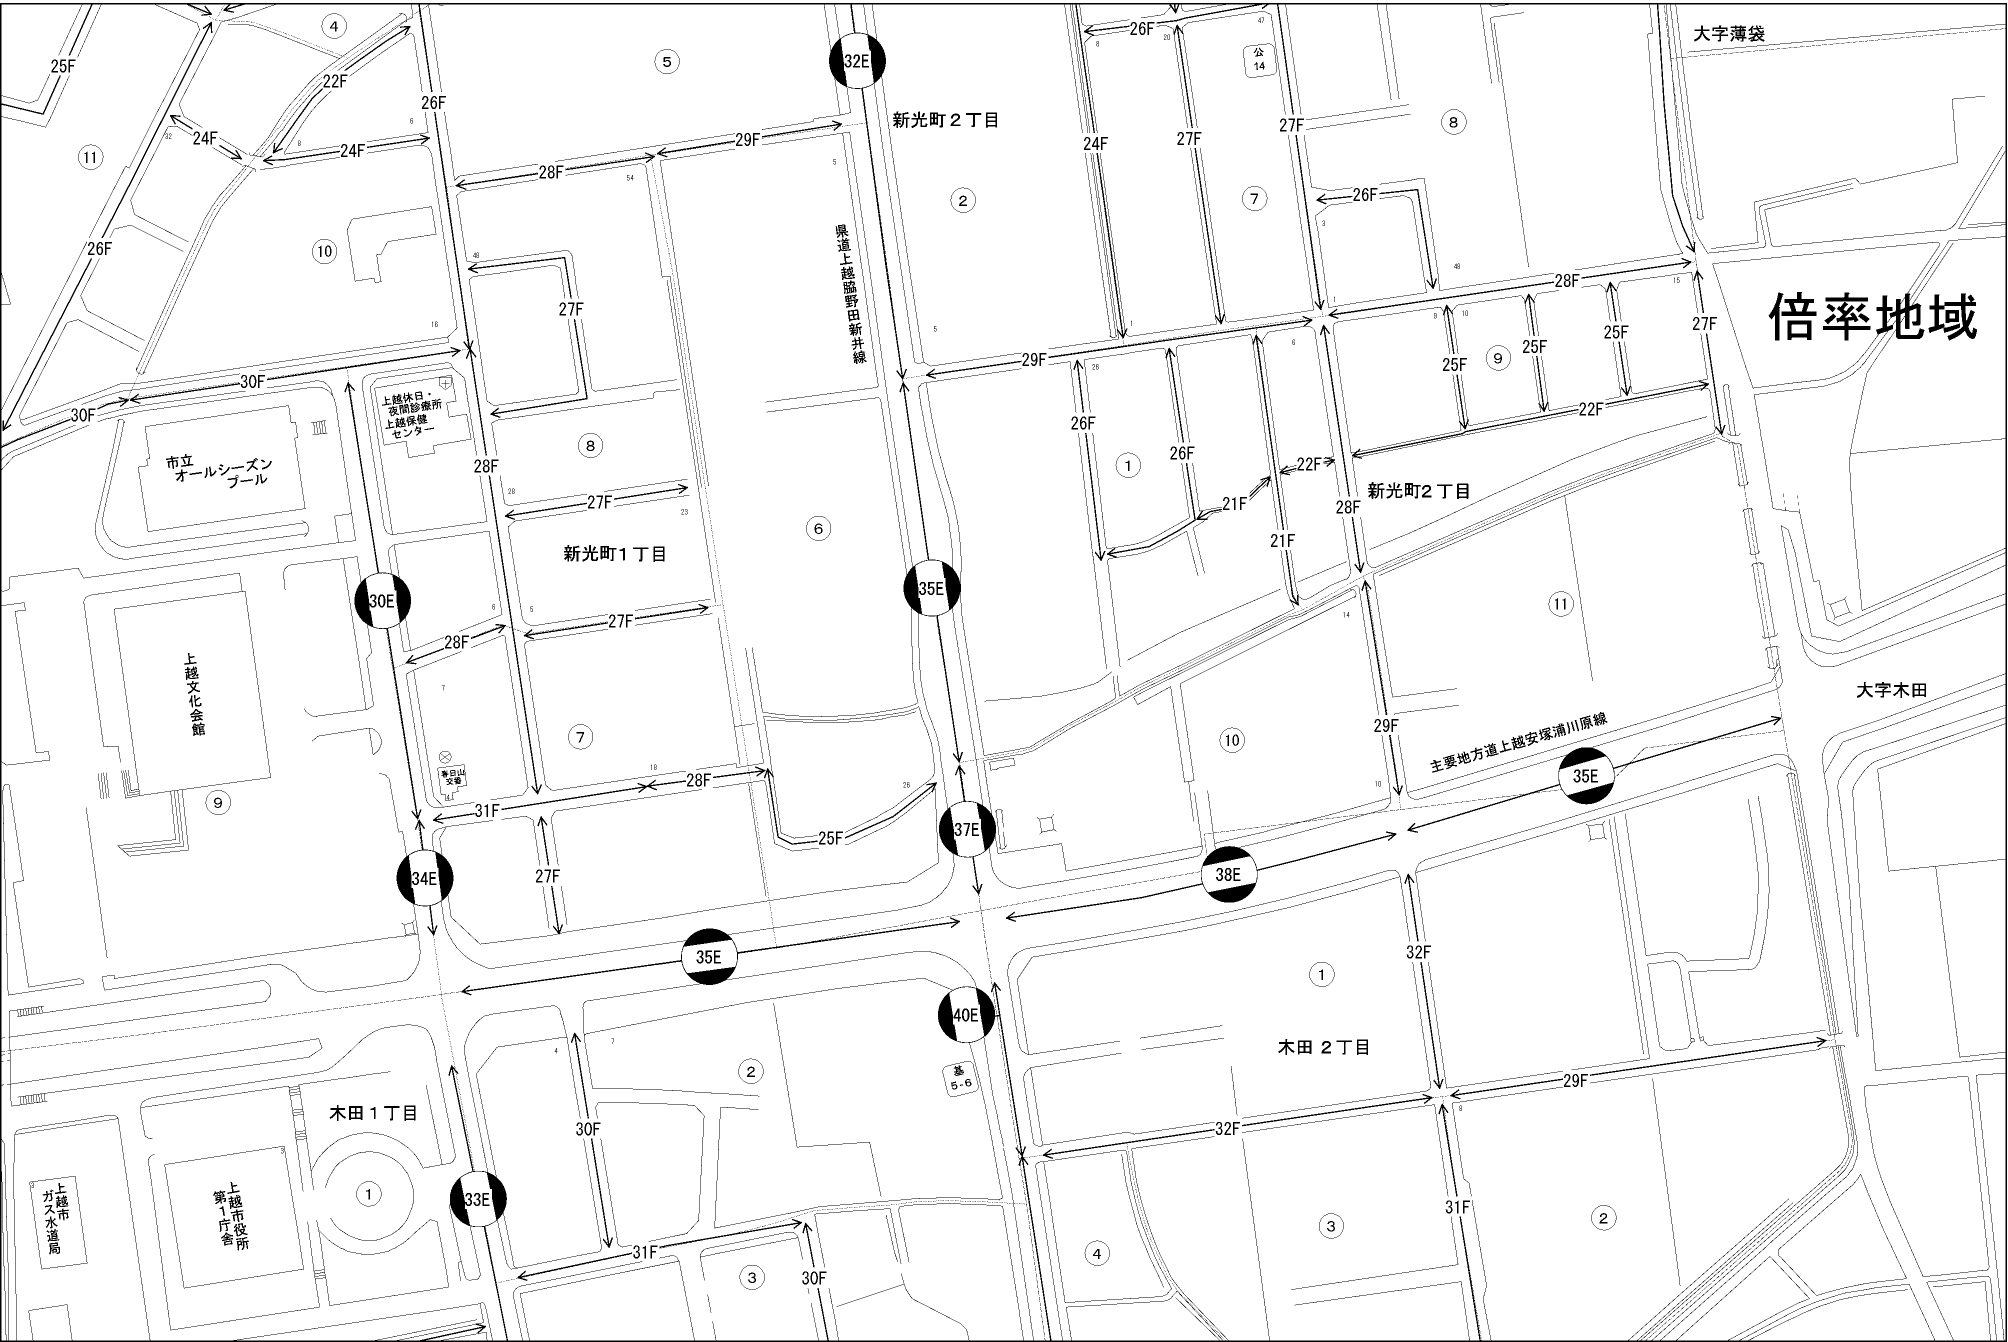 4
25F
22F
26F
24F
24F
11
26F
10
30F
30F
5
32E
新光町２丁目
28F
29F
2
県道上越脇野田新井線
27F
26F
公
14
24F
27F
27F
7
26F
8
大字薄袋
28F
倍率地域
27F
25F
25F
25F
9
22F
29F
26F
26F
1
22F
21F
21F
28F
新光町２丁目
上越休日・
夜間診療所
上越保健
センター
市立
オールシーズン
プール
28F
8
27F
新光町１丁目
6
35E
30E
28F
27F
上越文化会館
9
7
春日山
交番
31F
28F
25F
27F
34E
37E
11
10
29F
主要地方道上越安塚浦川原線
35E
大字木田
38E
35E
40E
基
5-6
1
32F
木田２丁目
29F
32F
31F
3
2
4
2
30F
31F
30F
3
33E
木田１丁目
1
上越市役所
第１庁舎
上越市
ガス水道局